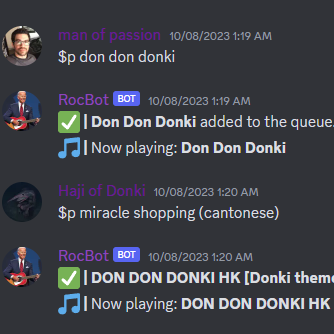 man of passion 10/08/2023 1:19 AM
$p don don donki
RocBot BOT 10/08/2023 1:19 AM
✅ | Don Don Donki added to the queue.
🎵 | Now playing: Don Don Donki
Haji of Donki 10/08/2023 1:20 AM
$p miracle shopping (cantonese)
RocBot BOT 10/08/2023 1:20 AM
✅ | DON DON DONKI HK [Donki theme
🎵 | Now playing: DON DON DONKI HK